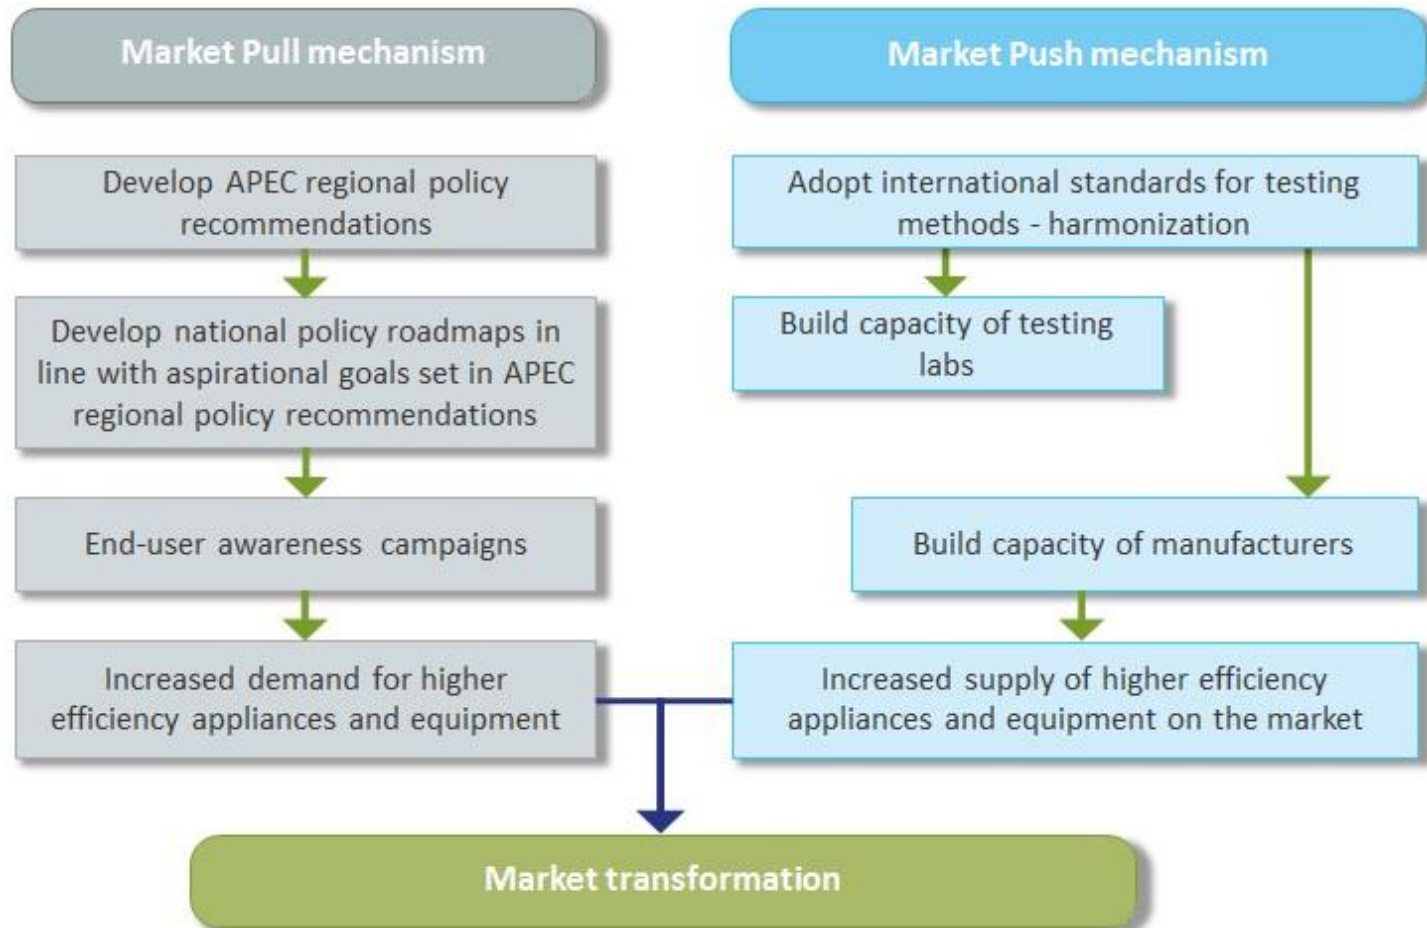 Market Pull mechanism
Market Push mechanism
Develop APEC regional policy
recommendations
Adopt international standards for testing
methods - harmonization
Develop national policy roadmaps in
line with aspirational goals set in APEC
regional policy recommendations
Build capacity of testing
labs
End-user awareness campaigns
Build capacity of manufacturers
Increased demand for higher
efficiency appliances and equipment
Increased supply of higher efficiency
appliances and equipment on the market
Market transformation